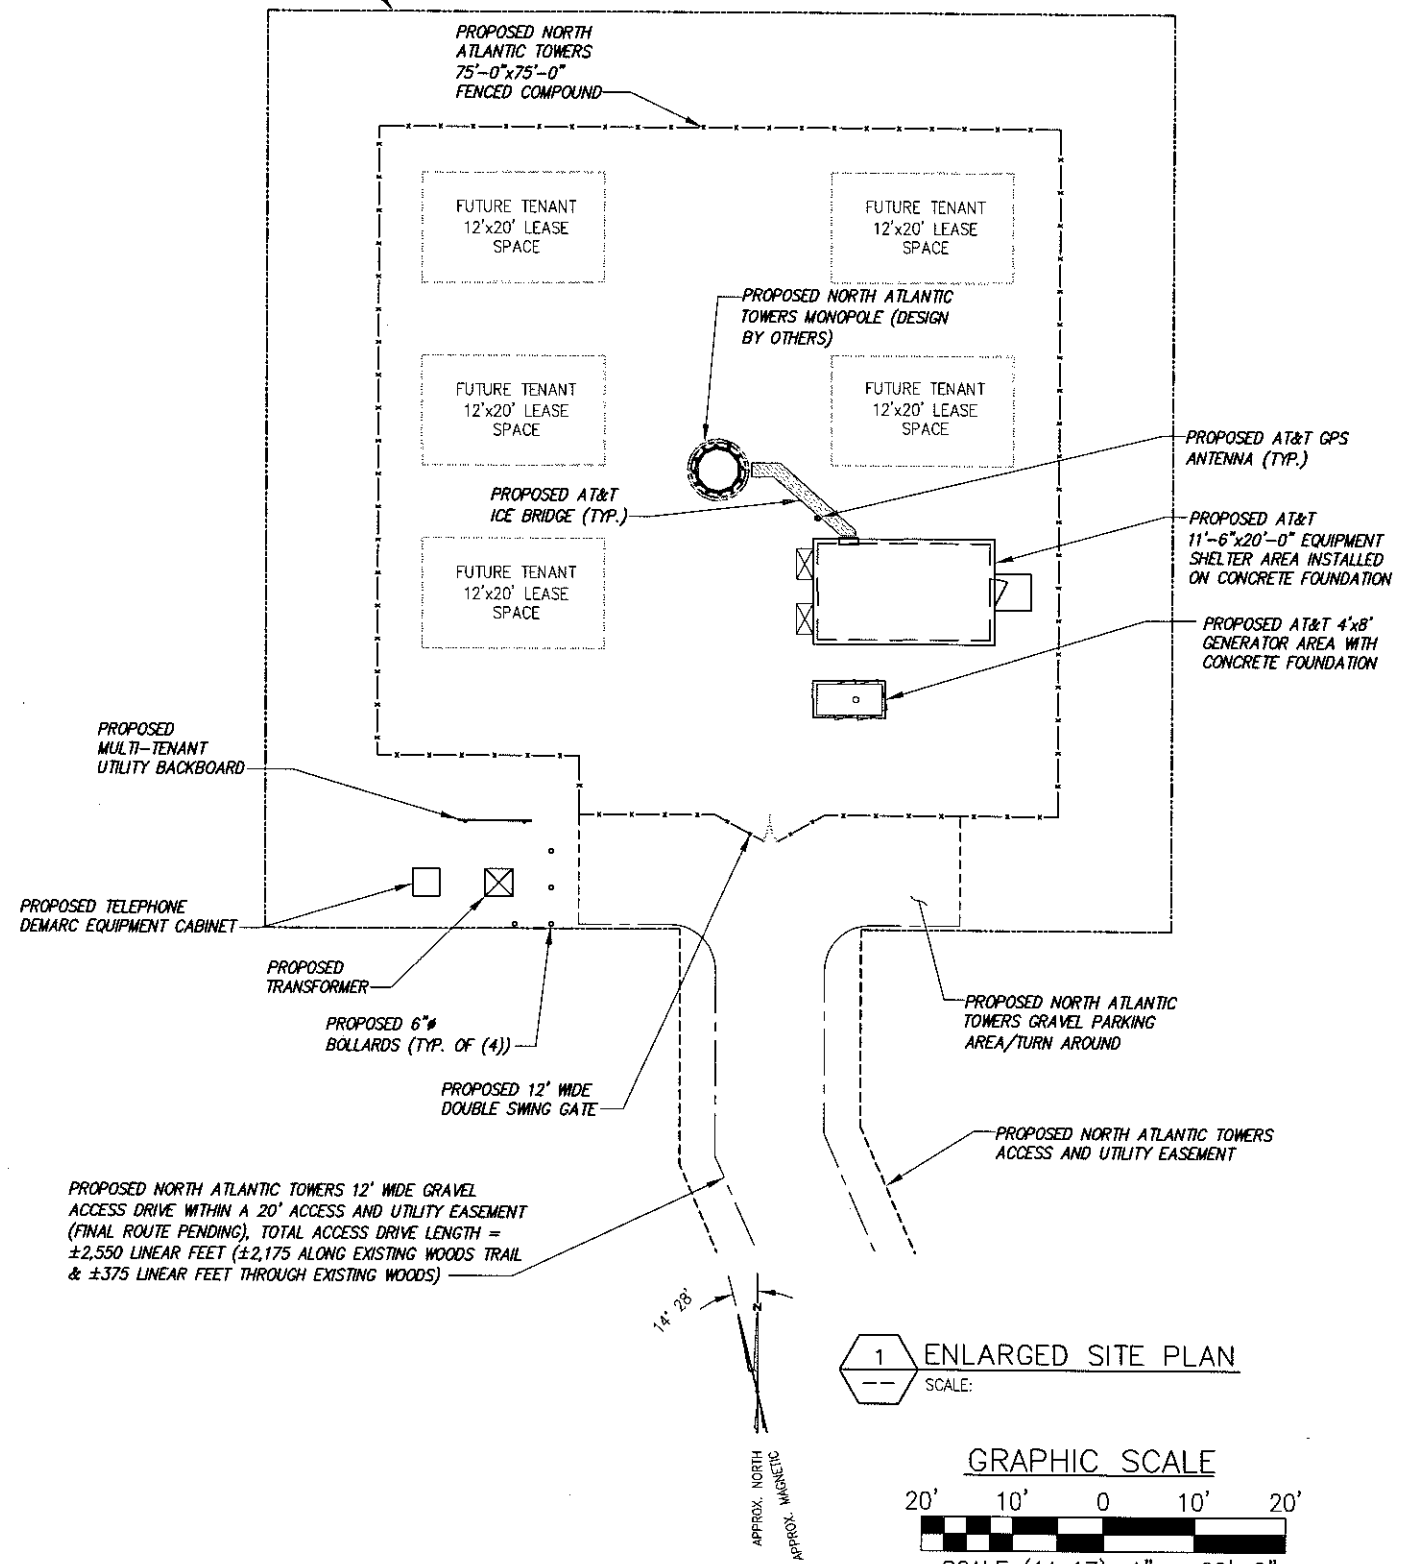 PROPOSED NORTH
ATLANTIC TOWERS
75'-0"x75'-0"
FENCED COMPOUND
FUTURE TENANT
12'x20' LEASE
SPACE
FUTURE TENANT
12'x20' LEASE
SPACE
PROPOSED NORTH ATLANTIC
TOWERS MONOPOLE (DESIGN
BY OTHERS)
FUTURE TENANT
12'x20' LEASE
SPACE
FUTURE TENANT
12'x20' LEASE
SPACE
PROPOSED AT&T GPS
ANTENNA (TYP.)
PROPOSED AT&T
ICE BRIDGE (TYP.)
PROPOSED AT&T
11'-6"x20'-0" EQUIPMENT
SHELTER AREA INSTALLED
ON CONCRETE FOUNDATION
FUTURE TENANT
12'x20' LEASE
SPACE
PROPOSED AT&T 4'x8'
GENERATOR AREA WITH
CONCRETE FOUNDATION
PROPOSED
MULTI-TENANT
UTILITY BACKBOARD
PROPOSED TELEPHONE
DEMARC EQUIPMENT CABINET
PROPOSED
TRANSFORMER
PROPOSED 6"ø
BOLLARDS (TYP. OF (4))
PROPOSED NORTH ATLANTIC
TOWERS GRAVEL PARKING
AREA/TURN AROUND
PROPOSED 12' WIDE
DOUBLE SWING GATE
PROPOSED NORTH ATLANTIC TOWERS
ACCESS AND UTILITY EASEMENT
PROPOSED NORTH ATLANTIC TOWERS 12' WIDE GRAVEL
ACCESS DRIVE WITHIN A 20' ACCESS AND UTILITY EASEMENT
(FINAL ROUTE PENDING), TOTAL ACCESS DRIVE LENGTH =
±2,550 LINEAR FEET (±2,175 ALONG EXISTING WOODS TRAIL
& ±375 LINEAR FEET THROUGH EXISTING WOODS)
14° 28'
N
APPROX. NORTH
APPROX. MAGNETIC
1 ENLARGED SITE PLAN
SCALE:
GRAPHIC SCALE
20' 10' 0 10' 20'